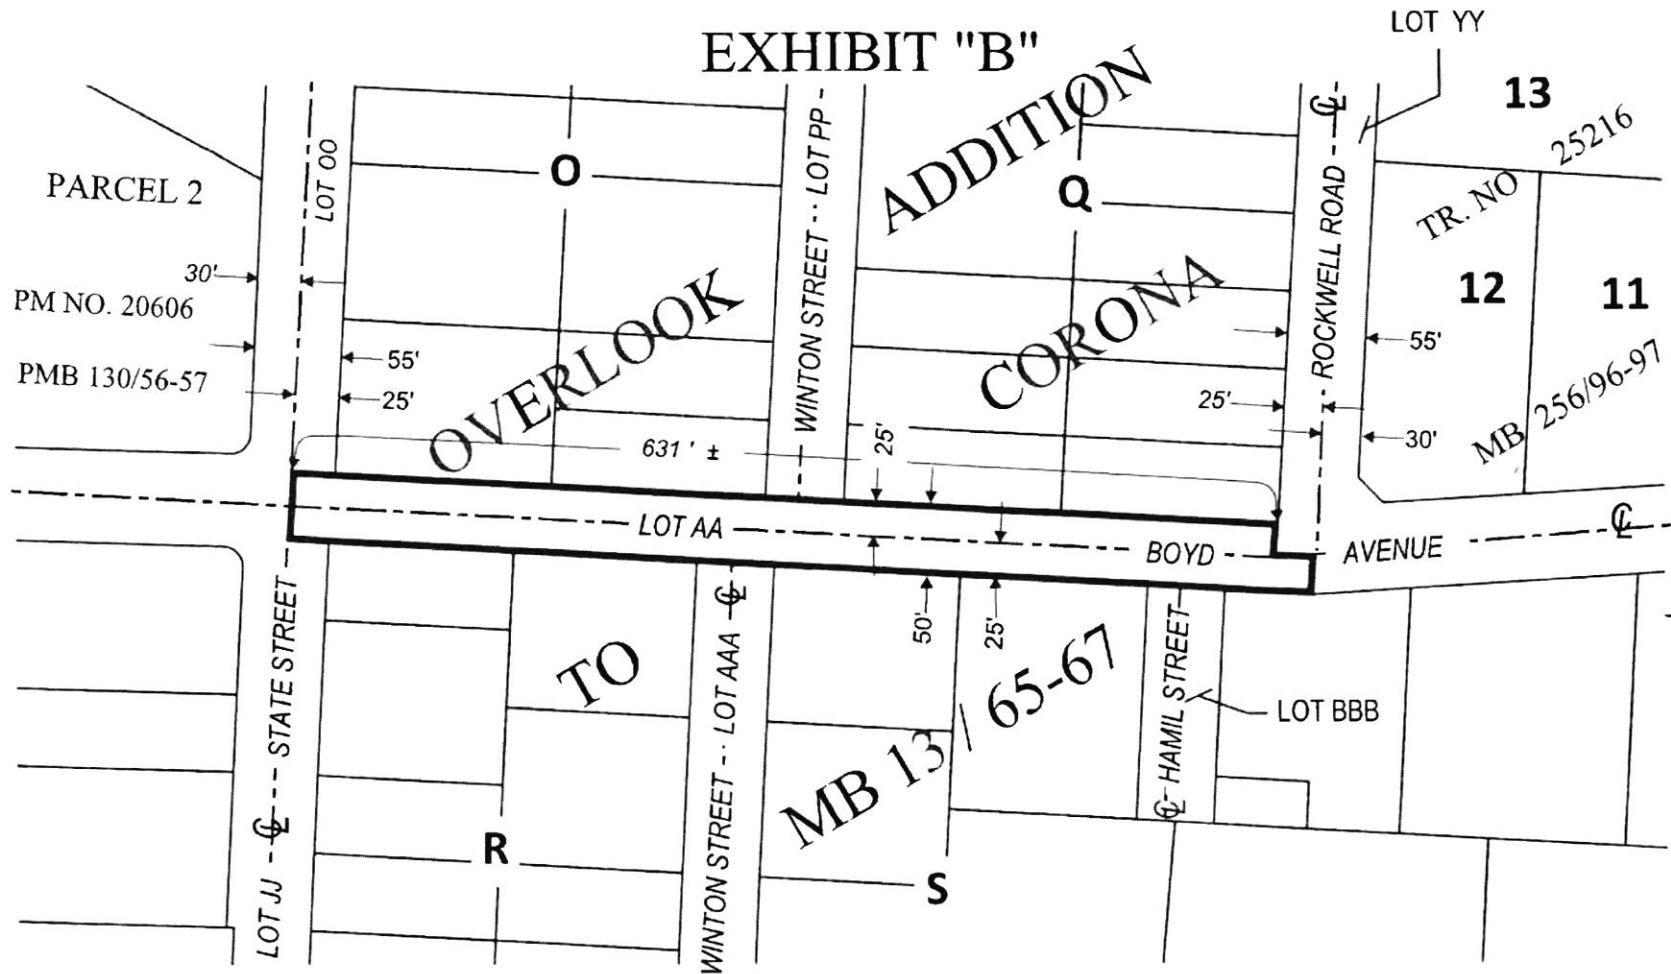 EXHIBIT "B"
LOT YY
13
25216
TR. NO
PARCEL 2
LOT OO
O
WINTON STREET -- LOT PP
ADDITION
Q
ROCKWELL ROAD
℄
30'
PM NO. 20606
PMB 130/56-57
55'
25'
OVERLOOK
CORONA
12
11
55'
25'
30'
MB 256/96-97
631' ±
25'
LOT AA
BOYD
AVENUE
℄
50'
25'
STATE STREET
℄
LOT JJ
TO
WINTON STREET -- LOT AAA
℄
MB 13 / 65-67
HAMIL STREET
℄
LOT BBB
R
S